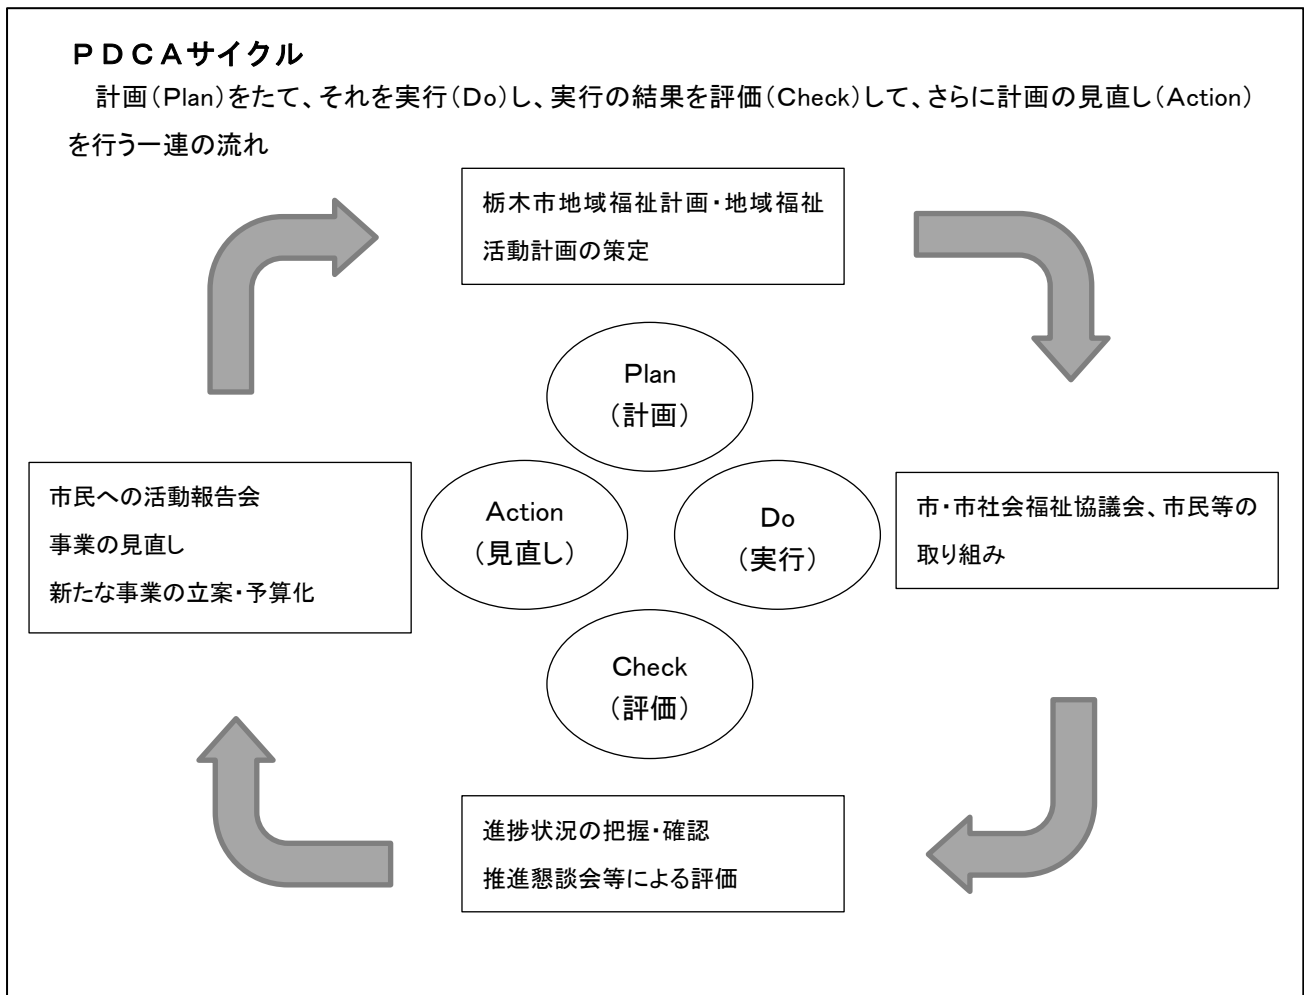 ＰＤＣＡサイクル
計画（Plan）をたて、それを実行（Do）し、実行の結果を評価（Check）して、さらに計画の見直し（Action）
を行う一連の流れ
栃木市地域福祉計画・地域福祉
活動計画の策定
Plan
（計画）
市民への活動報告会
事業の見直し
新たな事業の立案・予算化
Action
（見直し）
Do
（実行）
市・市社会福祉協議会、市民等の
取り組み
Check
（評価）
進捗状況の把握・確認
推進懇談会等による評価